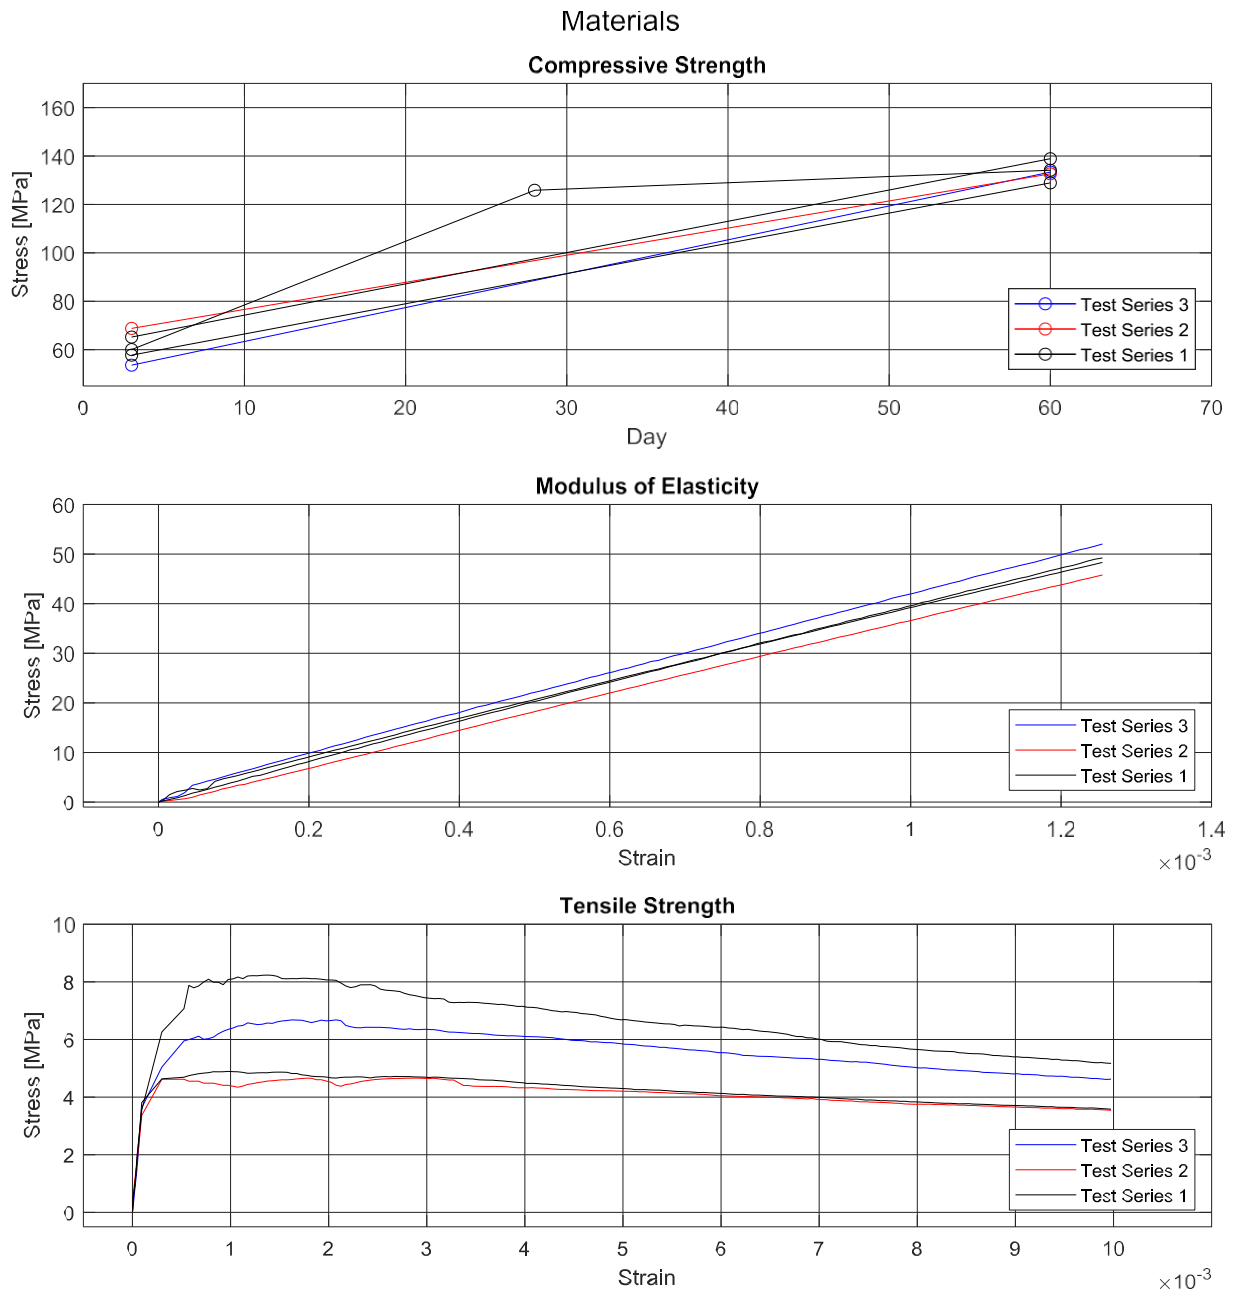 Materials
Compressive Strength
Stress [MPa]
160
140
120
100
80
60
0 10 20 30 40 50 60 70
Day
Test Series 3
Test Series 2
Test Series 1
Modulus of Elasticity
Stress [MPa]
60
50
40
30
20
10
0
0 0.2 0.4 0.6 0.8 1 1.2 1.4
Strain
×10-3
Test Series 3
Test Series 2
Test Series 1
Tensile Strength
Stress [MPa]
10
8
6
4
2
0
0 1 2 3 4 5 6 7 8 9 10
Strain
×10-3
Test Series 3
Test Series 2
Test Series 1